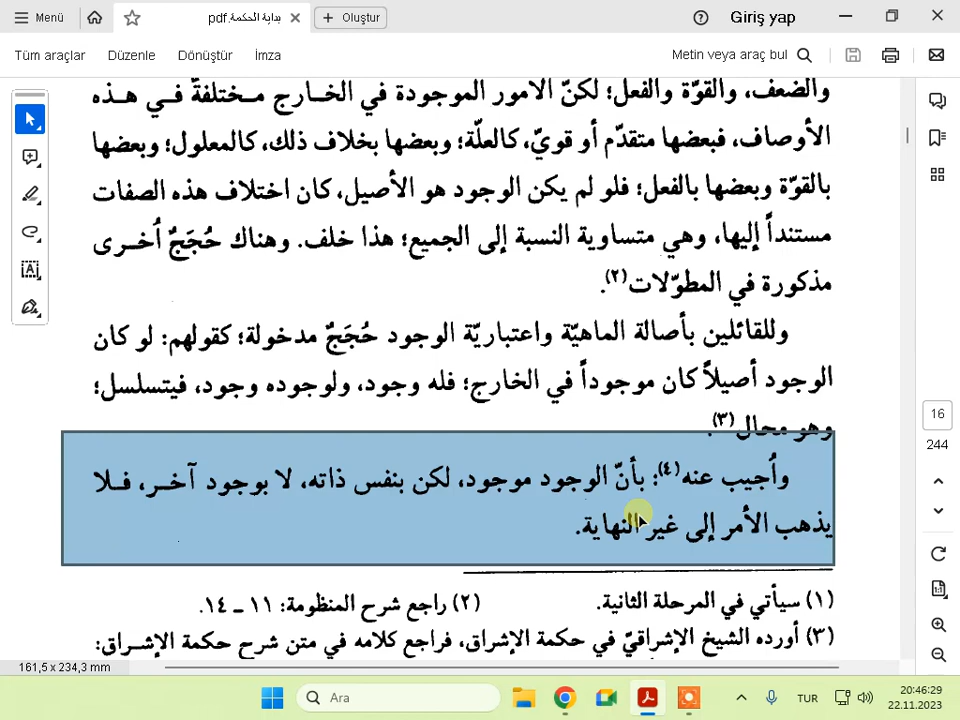 Menü
بداية الحكمة.pdf
Oluştur
Giriş yap
Tüm araçlar
Düzenle
Dönüştür
İmza
Metin veya araç bul
والضعف، والقوّة والفعل؛ لكنّ الامور الموجودة في الخارج مختلفة في هذه
الأوصاف، فبعضها متقدّم أو قويّ، كالعلّة؛ وبعضها بخلاف ذلك، كالمعلول؛ وبعضها
بالقوّة وبعضها بالفعل؛ فلو لم يكن الوجود هو الأصيل، كان اختلاف هذه الصفات
مستنداً إليها، وهي متساوية النسبة إلى الجميع؛ هذا خلف. وهناك حُجَجٌ اُخرى
مذكورة في المطوّلات(٢).
وللقائلين بأصالة الماهيّة واعتباريّة الوجود حُجَجٌ مدخولة؛ كقولهم: لو كان
الوجود أصيلاً كان موجوداً في الخارج؛ فله وجود، ولوجوده وجود، فيتسلسل؛
وهو محال(٣).
واُجيب عنه(٤): بأنّ الوجود موجود، لكن بنفس ذاته، لا بوجود آخر، فلا
يذهب الأمر إلى غير النهاية.
(١) سيأتي في المرحلة الثانية. (٢) راجع شرح المنظومة: ١١ ـ ١٤.
(٣) أورده الشيخ الإشراقيّ في حكمة الإشراق، فراجع كلامه في متن شرح حكمة الإشراق:
16
244
161,5 x 234,3 mm
Ara
TUR
20:46:29
22.11.2023